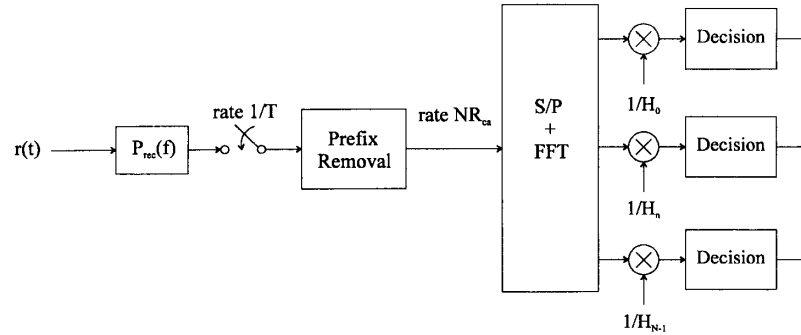 r(t)
P_rec(f)
rate 1/T
Prefix
Removal
rate NR_ca
S/P
+
FFT
1/H_0
Decision
1/H_n
Decision
1/H_N-1
Decision